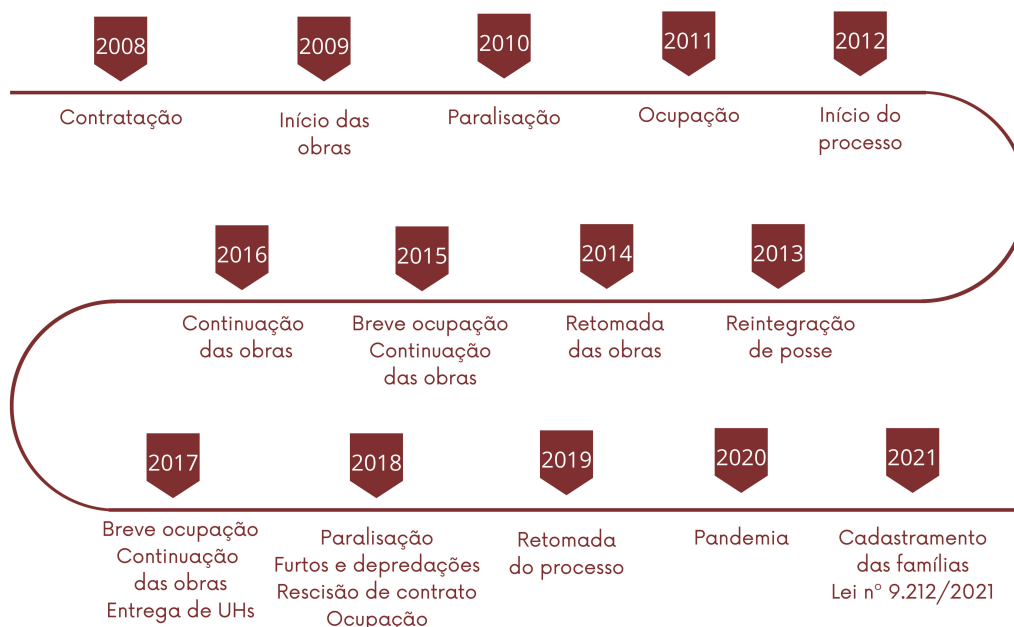 2008
Contratação
2009
Início das
obras
2010
Paralisação
2011
Ocupação
2012
Início do
processo
2013
Reintegração
de posse
2014
Retomada
das obras
2015
Breve ocupação
Continuação
das obras
2016
Continuação
das obras
2017
Breve ocupação
Continuação
das obras
Entrega de UHs
2018
Paralisação
Furtos e depredações
Rescisão de contrato
Ocupação
2019
Retomada
do processo
2020
Pandemia
2021
Cadastramento
das famílias
Lei nº 9.212/2021